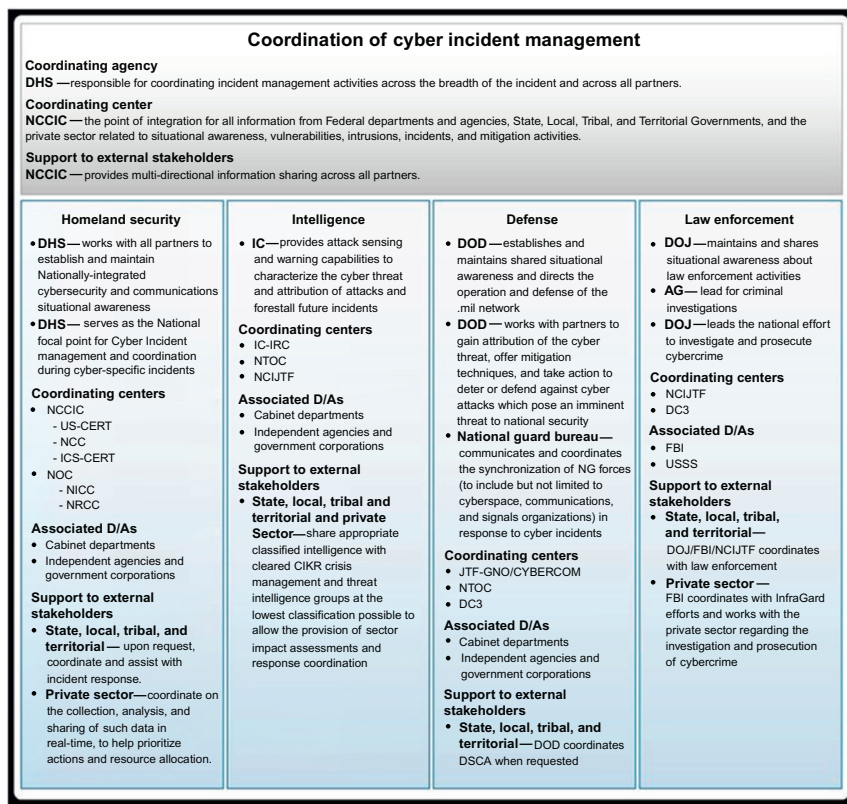 Coordination of cyber incident management
Coordinating agency
DHS —responsible for coordinating incident management activities across the breadth of the incident and across all partners.
Coordinating center
NCCIC — the point of integration for all information from Federal departments and agencies, State, Local, Tribal, and Territorial Governments, and the
private sector related to situational awareness, vulnerabilities, intrusions, incidents, and mitigation activities.
Support to external stakeholders
NCCIC — provides multi-directional information sharing across all partners.
Homeland security
• DHS — works with all partners to
establish and maintain
Nationally-integrated
cybersecurity and communications
situational awareness
• DHS — serves as the National
focal point for Cyber Incident
management and coordination
during cyber-specific incidents
Coordinating centers
• NCCIC
- US-CERT
- NCC
- ICS-CERT
• NOC
- NICC
- NRCC
Associated D/As
• Cabinet departments
• Independent agencies and
government corporations
Support to external
stakeholders
• State, local, tribal, and
territorial — upon request,
coordinate and assist with
incident response.
• Private sector—coordinate on
the collection, analysis, and
sharing of such data in
real-time, to help prioritize
actions and resource allocation.
Intelligence
• IC—provides attack sensing
and warning capabilities to
characterize the cyber threat
and attribution of attacks and
forestall future incidents
Coordinating centers
• IC-IRC
• NTOC
• NCIJTF
Associated D/As
• Cabinet departments
• Independent agencies and
government corporations
Support to external
stakeholders
• State, local, tribal and
territorial and private
Sector—share appropriate
classified intelligence with
cleared CIKR crisis
management and threat
intelligence groups at the
lowest classification possible to
allow the provision of sector
impact assessments and
response coordination
Defense
• DOD —establishes and
maintains shared situational
awareness and directs the
operation and defense of the
.mil network
• DOD — works with partners to
gain attribution of the cyber
threat, offer mitigation
techniques, and take action to
deter or defend against cyber
attacks which pose an imminent
threat to national security
• National guard bureau—
communicates and coordinates
the synchronization of NG forces
(to include but not limited to
cyberspace, communications,
and signals organizations) in
response to cyber incidents
Coordinating centers
• JTF-GNO/CYBERCOM
• NTOC
• DC3
Associated D/As
• Cabinet departments
• Independent agencies and
government corporations
Support to external
stakeholders
• State, local, tribal, and
territorial—DOD coordinates
DSCA when requested
Law enforcement
• DOJ —maintains and shares
situational awareness about
law enforcement activities
• AG — lead for criminal
investigations
• DOJ —leads the national effort
to investigate and prosecute
cybercrime
Coordinating centers
• NCIJTF
• DC3
Associated D/As
• FBI
• USSS
Support to external
stakeholders
• State, local, tribal,
and territorial—
DOJ/FBI/NCIJTF coordinates
with law enforcement
• Private sector —
FBI coordinates with InfraGard
efforts and works with the
private sector regarding the
investigation and prosecution
of cybercrime